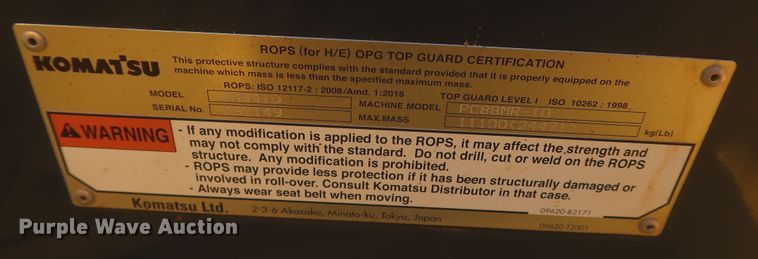 KOMATSU
ROPS (for H/E) OPG TOP GUARD CERTIFICATION
This protective structure complies with the standard provided that it is properly equipped on the
machine which mass is less than the specified maximum mass.
ROPS: ISO 12117-2 : 2008/Amd. 1:2016
TOP GUARD LEVEL I ISO 10262 : 1998
MODEL
MACHINE MODEL PC88MR 10
SERIAL No.
MAX.MASS 11100(24471) kg(Lb)
WARNING
- If any modification is applied to the ROPS, it may affect the strength and
may not comply with the standard. Do not drill, cut or weld on the ROPS
structure. Any modification is prohibited.
- ROPS may provide less protection if it has been structurally damaged or
involved in roll-over. Consult Komatsu Distributor in that case.
- Always wear seat belt when moving.
Komatsu Ltd. 2-3-6 Akasaka, Minato-ku, Tokyo, Japan
09620-B2171
09620-T2001
Purple Wave Auction